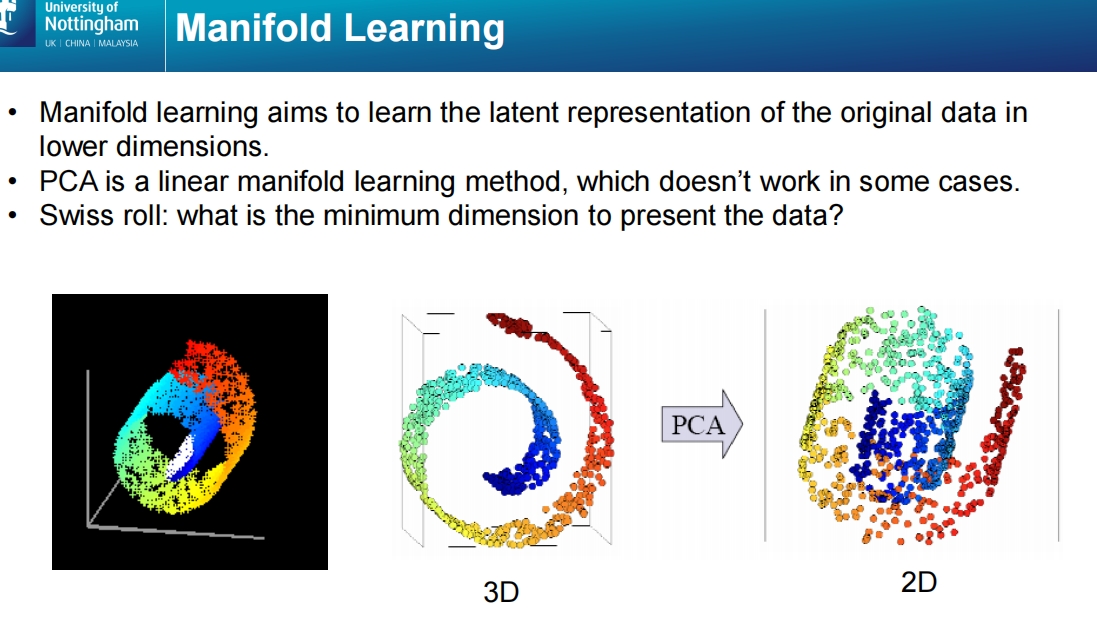 University of
Nottingham
UK | CHINA | MALAYSIA
Manifold Learning
• Manifold learning aims to learn the latent representation of the original data in
lower dimensions.
• PCA is a linear manifold learning method, which doesn’t work in some cases.
• Swiss roll: what is the minimum dimension to present the data?
PCA
3D
2D